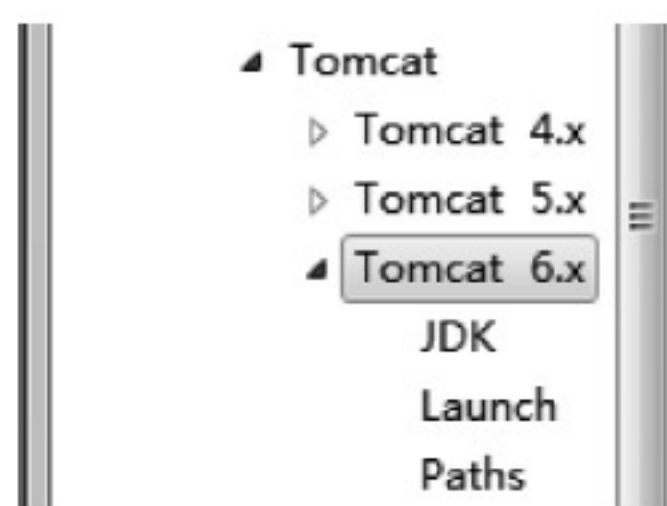 Tomcat
Tomcat 4.x
Tomcat 5.x
Tomcat 6.x
JDK
Launch
Paths